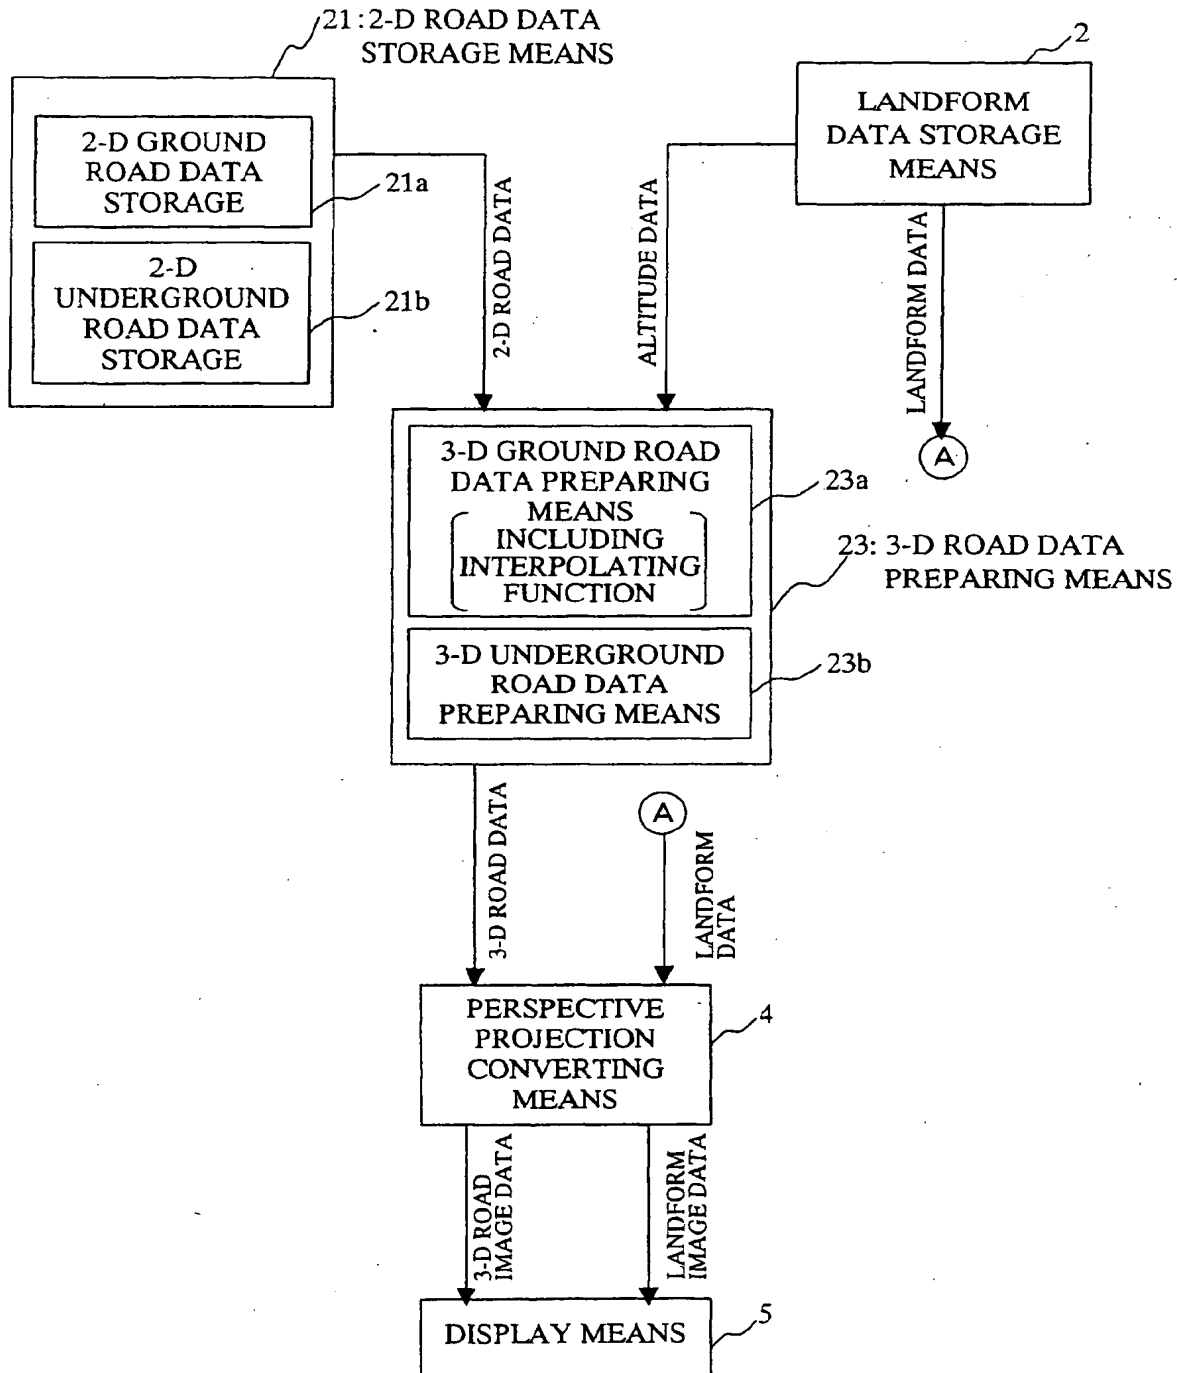 21: 2-D ROAD DATA
STORAGE MEANS
2-D GROUND
ROAD DATA
STORAGE
21a
2-D
UNDERGROUND
ROAD DATA
STORAGE
21b
2
LANDFORM
DATA STORAGE
MEANS
2-D ROAD DATA
ALTITUDE DATA
LANDFORM DATA
A
3-D GROUND ROAD
DATA PREPARING
MEANS
INCLUDING
INTERPOLATING
FUNCTION
23a
23: 3-D ROAD DATA
PREPARING MEANS
3-D UNDERGROUND
ROAD DATA
PREPARING MEANS
23b
3-D ROAD DATA
A
LANDFORM
DATA
PERSPECTIVE
PROJECTION
CONVERTING
MEANS
4
3-D ROAD
IMAGE DATA
LANDFORM
IMAGE DATA
DISPLAY MEANS
5